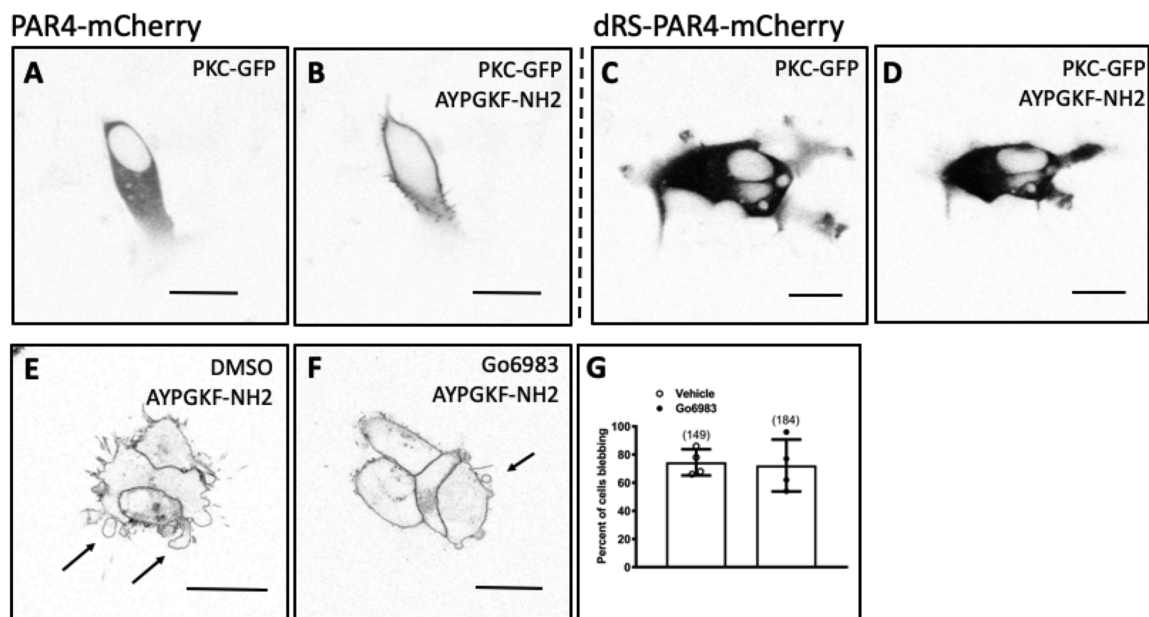 PAR4-mCherry
dRS-PAR4-mCherry
A
PKC-GFP
B
PKC-GFP
AYPGKF-NH2
C
PKC-GFP
D
PKC-GFP
AYPGKF-NH2
E
DMSO
AYPGKF-NH2
F
Go6983
AYPGKF-NH2
G
Vehicle
Go6983
(149)
(184)
Percent of cells blebbing
100
80
60
40
20
0